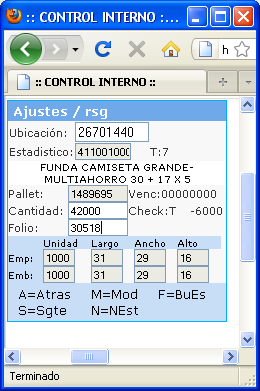 :: CONTROL INTERNO :...
h
:: CONTROL INTERNO ::
Ajustes / rsg
Ubicación: 26701440
Estadistico: 411001000 T:7
FUNDA CAMISETA GRANDE-
MULTIAHORRO 30 + 17 X 5
Pallet: 1489695 Venc:00000000
Cantidad: 42000 Check:T -6000
Folio: 30518
Unidad Largo Ancho Alto
Emp: 1000 31 29 16
Emb: 1000 31 29 16
A=Atras M=Mod F=BuEs
S=Sgte N=NEst
Terminado